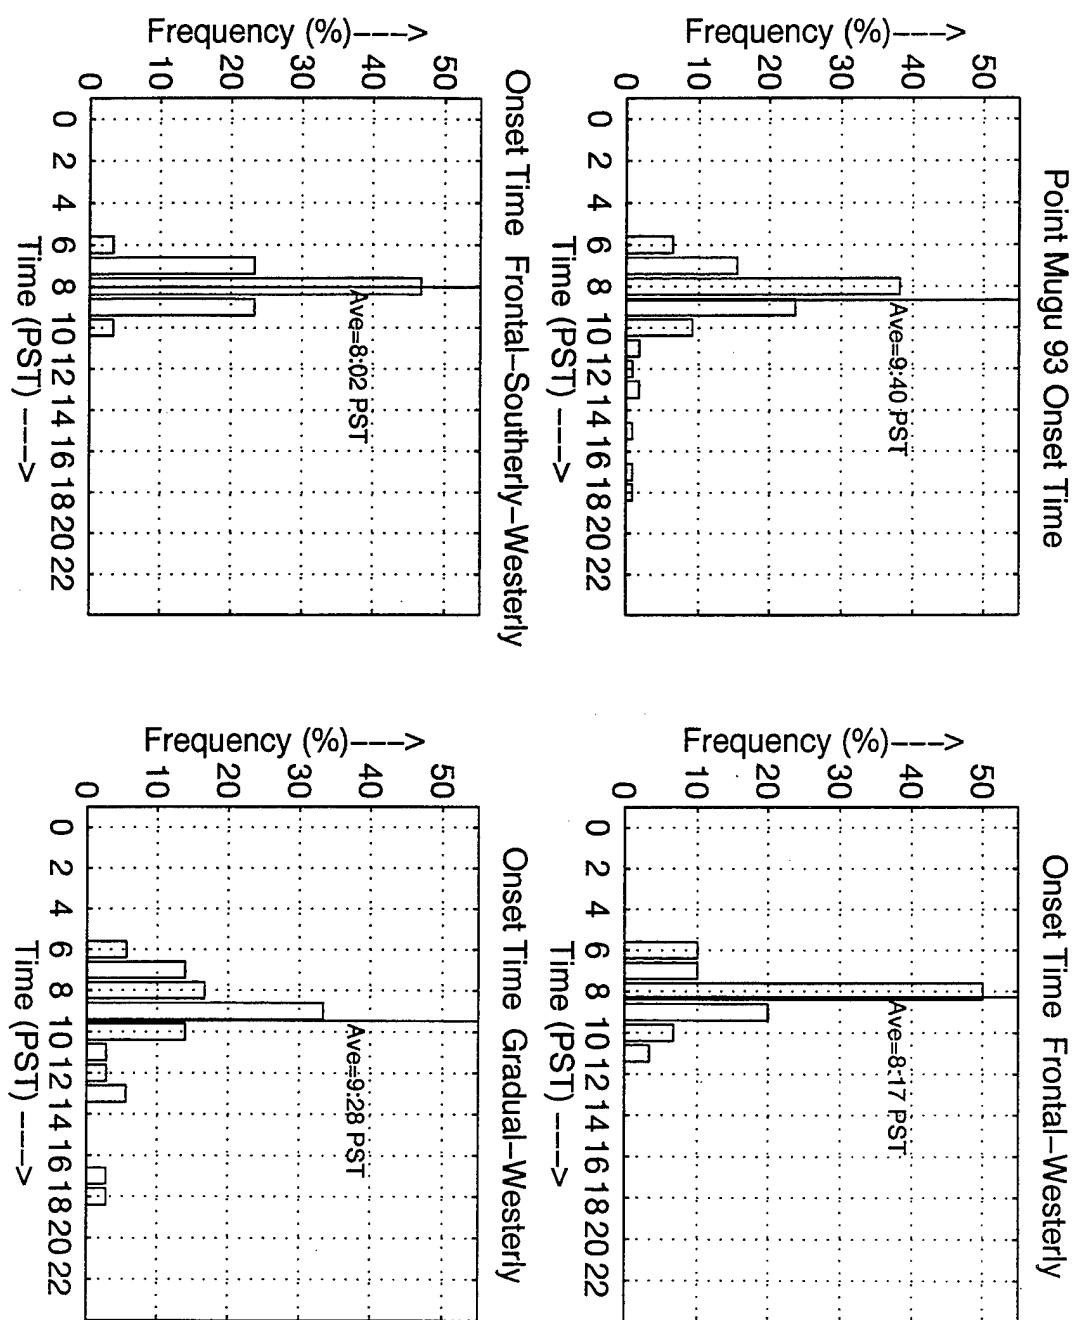 Point Mugu 93 Onset Time
Frequency (%)--->
50
40
30
20
10
0
Ave=9:40 PST
0 2 4 6 8 10 12 14 16 18 20 22
Time (PST) --->
Onset Time Frontal-Westerly
Frequency (%)--->
50
40
30
20
10
0
Ave=8:17 PST
0 2 4 6 8 10 12 14 16 18 20 22
Time (PST) --->
Onset Time Frontal-Southerly-Westerly
Frequency (%)--->
50
40
30
20
10
0
Ave=8:02 PST
0 2 4 6 8 10 12 14 16 18 20 22
Time (PST) --->
Onset Time Gradual-Westerly
Frequency (%)--->
50
40
30
20
10
0
Ave=9:28 PST
0 2 4 6 8 10 12 14 16 18 20 22
Time (PST) --->